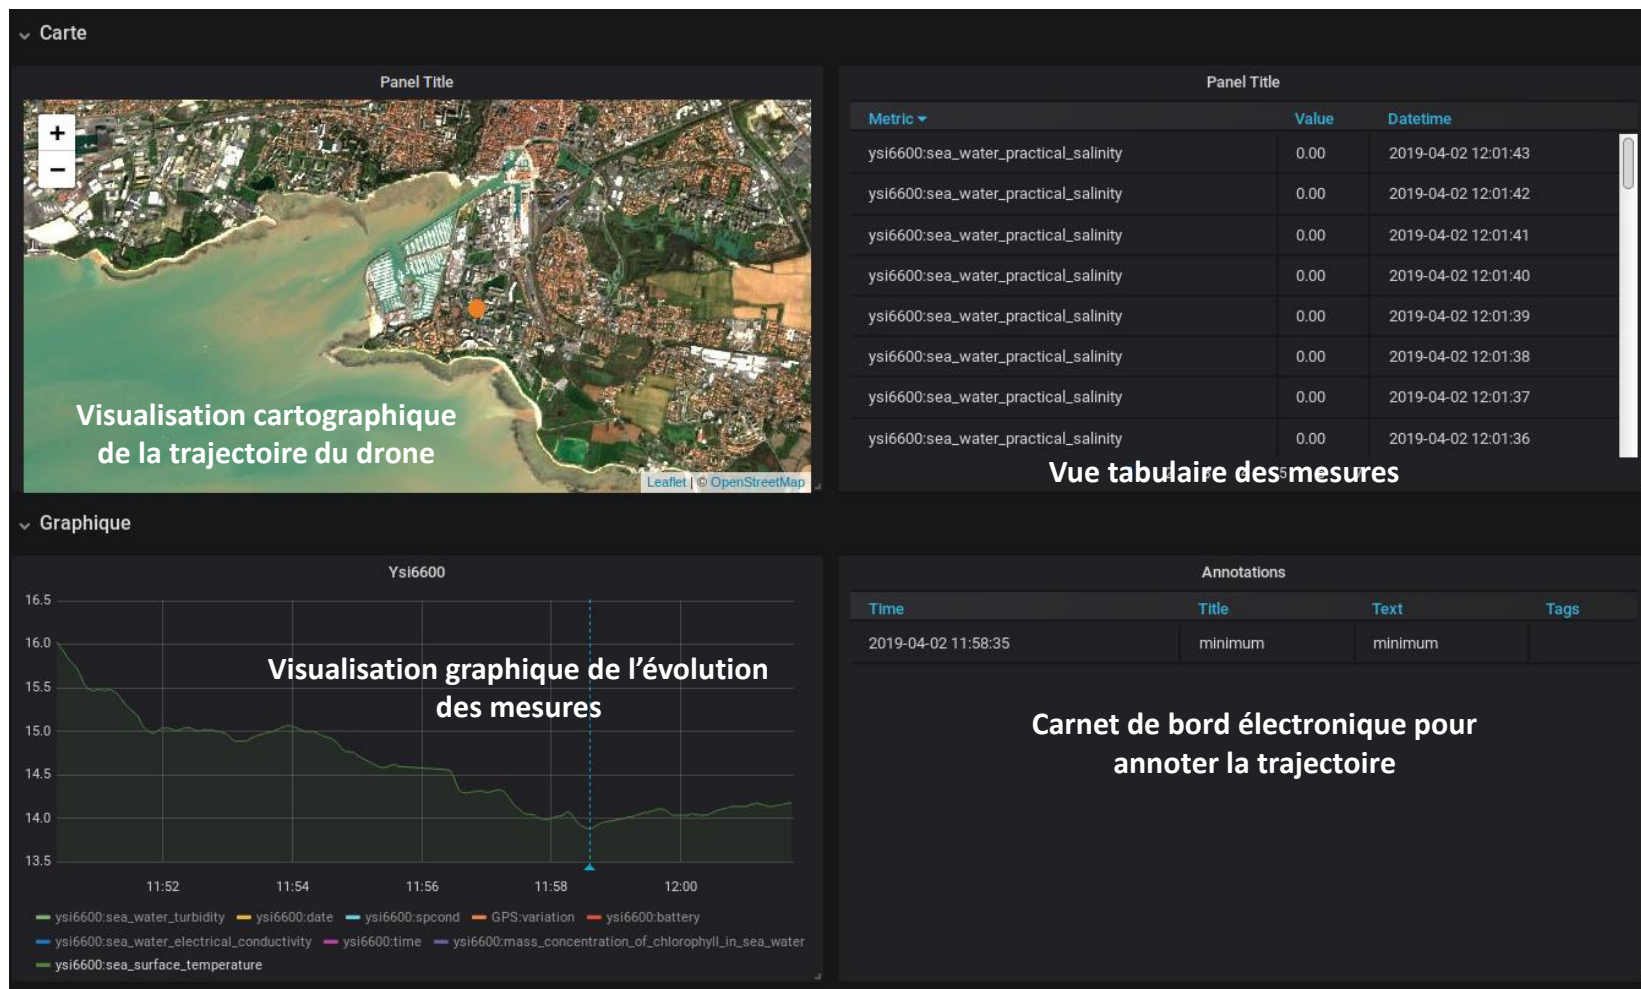 Carte
Panel Title
+
−
Visualisation cartographique
de la trajectoire du drone
Leaflet | © OpenStreetMap
Panel Title
Metric Value Datetime
ysi6600:sea_water_practical_salinity 0.00 2019-04-02 12:01:43
ysi6600:sea_water_practical_salinity 0.00 2019-04-02 12:01:42
ysi6600:sea_water_practical_salinity 0.00 2019-04-02 12:01:41
ysi6600:sea_water_practical_salinity 0.00 2019-04-02 12:01:40
ysi6600:sea_water_practical_salinity 0.00 2019-04-02 12:01:39
ysi6600:sea_water_practical_salinity 0.00 2019-04-02 12:01:38
ysi6600:sea_water_practical_salinity 0.00 2019-04-02 12:01:37
ysi6600:sea_water_practical_salinity 0.00 2019-04-02 12:01:36
Vue tabulaire des mesures
Graphique
Ysi6600
16.5
16.0
15.5
15.0
14.5
14.0
13.5
Visualisation graphique de l’évolution
des mesures
11:52 11:54 11:56 11:58 12:00
ysi6600:sea_water_turbidity ysi6600:date ysi6600:spcond GPS:variation ysi6600:battery
ysi6600:sea_water_electrical_conductivity ysi6600:time ysi6600:mass_concentration_of_chlorophyll_in_sea_water
ysi6600:sea_surface_temperature
Annotations
Time Title Text Tags
2019-04-02 11:58:35 minimum minimum
Carnet de bord électronique pour
annoter la trajectoire